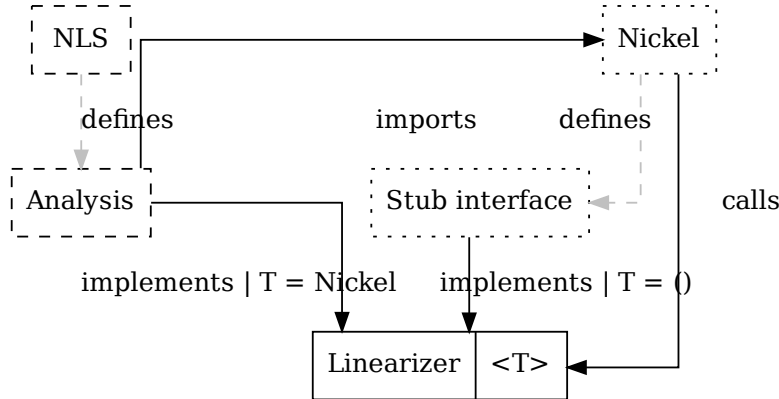 NLS
Nickel
defines
imports
defines
Analysis
Stub interface
calls
implements | T = Nickel
implements | T = ()
Linearizer
<T>